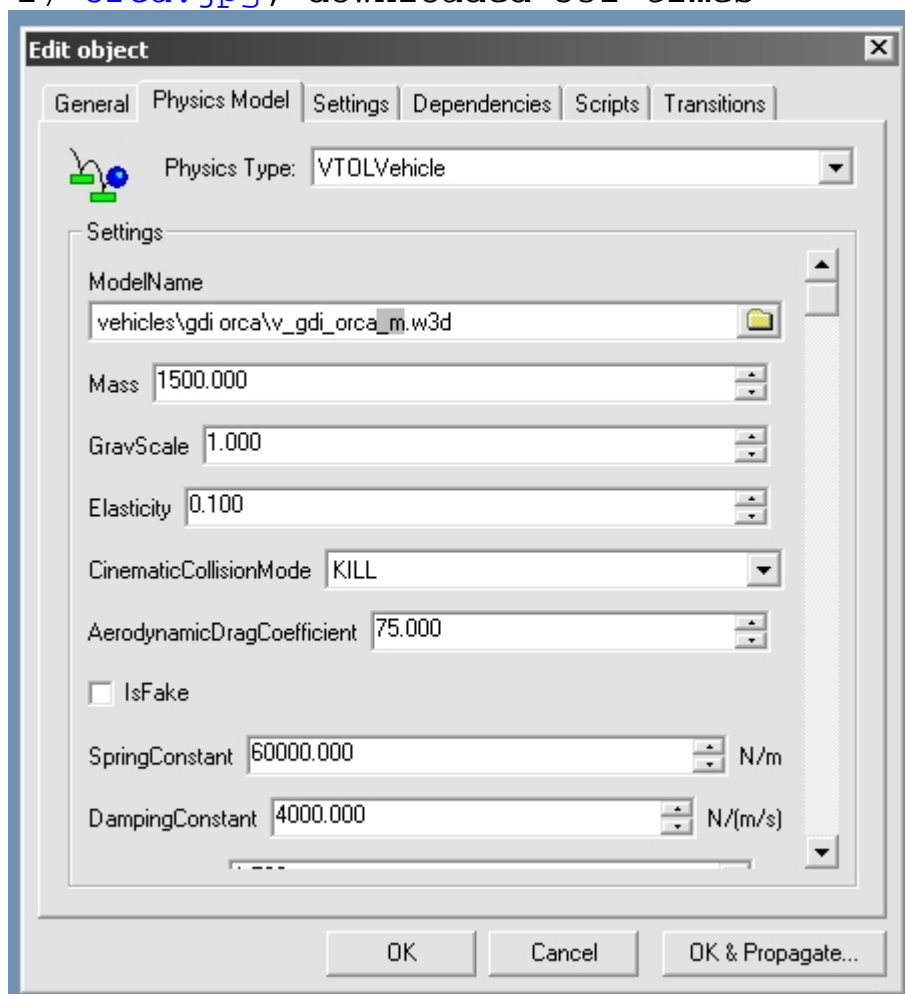 Edit object
General Physics Model Settings Dependencies Scripts Transitions
Physics Type: VTOLVehicle
Settings
ModelName
vehicles\gdi orca\v_gdi_orca_m.w3d
Mass 1500.000
GravScale 1.000
Elasticity 0.100
CinematicCollisionMode KILL
AerodynamicDragCoefficient 75.000
IsFake
SpringConstant 60000.000 N/m
DampingConstant 4000.000 N/(m/s)
OK Cancel OK & Propagate...